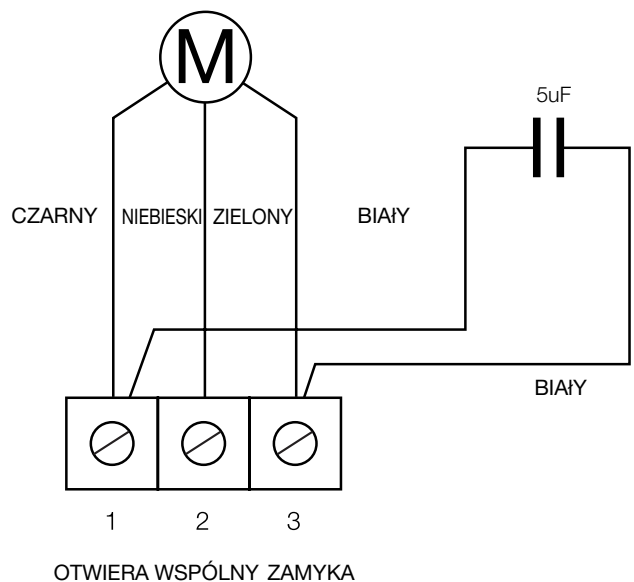 M
5uF
CZARNY NIEBIESKI ZIELONY BIAłY
BIAłY
1 2 3
OTWIERA WSPÓLNY ZAMYKA